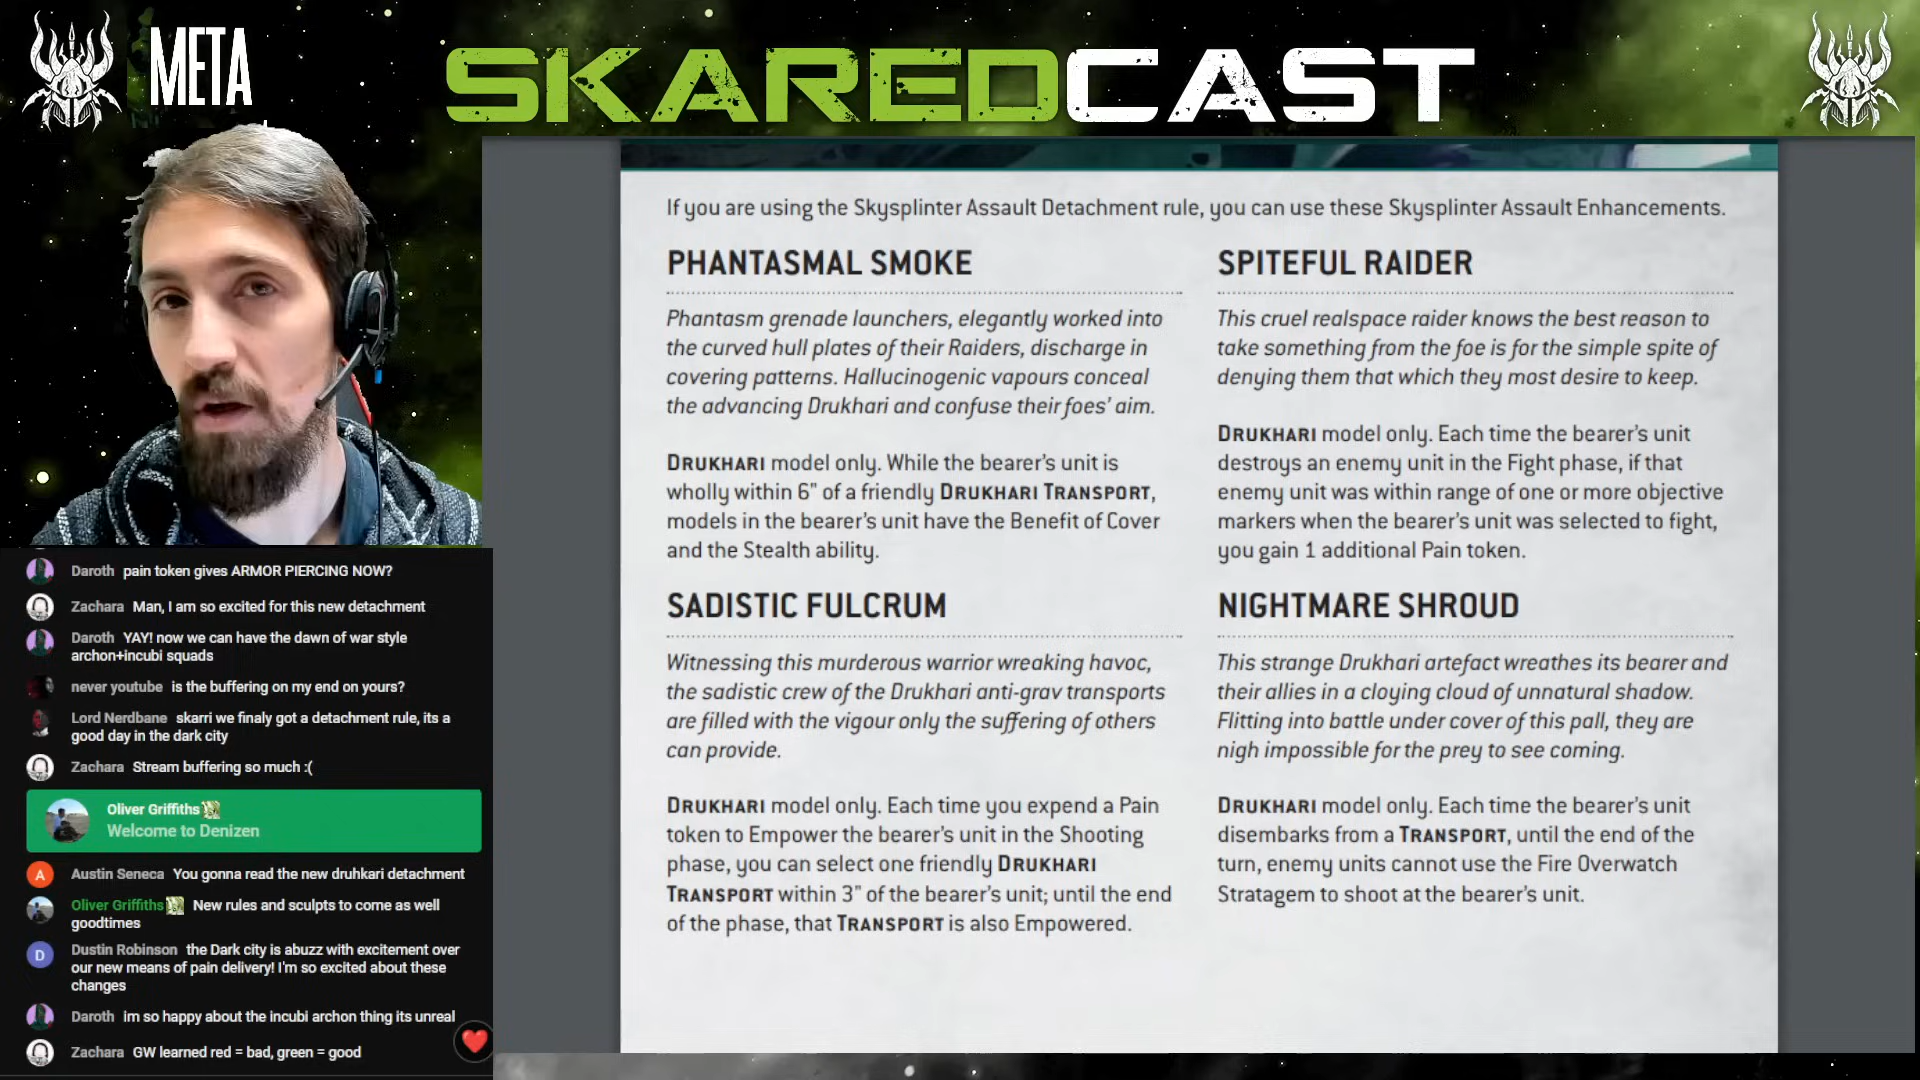 META
SKAREDCAST
If you are using the Skysplinter Assault Detachment rule, you can use these Skysplinter Assault Enhancements.
PHANTASMAL SMOKE
Phantasm grenade launchers, elegantly worked into
the curved hull plates of their Raiders, discharge in
covering patterns. Hallucinogenic vapours conceal
the advancing Drukhari and confuse their foes' aim.
DRUKHARI model only. While the bearer's unit is
wholly within 6" of a friendly DRUKHARI TRANSPORT,
models in the bearer's unit have the Benefit of Cover
and the Stealth ability.
SADISTIC FULCRUM
Witnessing this murderous warrior wreaking havoc,
the sadistic crew of the Drukhari anti-grav transports
are filled with the vigour only the suffering of others
can provide.
DRUKHARI model only. Each time you expend a Pain
token to Empower the bearer's unit in the Shooting
phase, you can select one friendly DRUKHARI
TRANSPORT within 3" of the bearer's unit; until the end
of the phase, that TRANSPORT is also Empowered.
SPITEFUL RAIDER
This cruel realspace raider knows the best reason to
take something from the foe is for the simple spite of
denying them that which they most desire to keep.
DRUKHARI model only. Each time the bearer's unit
destroys an enemy unit in the Fight phase, if that
enemy unit was within range of one or more objective
markers when the bearer's unit was selected to fight,
you gain 1 additional Pain token.
NIGHTMARE SHROUD
This strange Drukhari artefact wreathes its bearer and
their allies in a cloying cloud of unnatural shadow.
Flitting into battle under cover of this pall, they are
nigh impossible for the prey to see coming.
DRUKHARI model only. Each time the bearer's unit
disembarks from a TRANSPORT, until the end of the
turn, enemy units cannot use the Fire Overwatch
Stratagem to shoot at the bearer's unit.
Daroth pain token gives ARMOR PIERCING NOW?
Zachara Man, I am so excited for this new detachment
Daroth YAY! now we can have the dawn of war style
archon+incubi squads
never youtube is the buffering on my end on yours?
Lord Nerdbane skarri we finaly got a detachment rule, its a
good day in the dark city
Zachara Stream buffering so much :(
Oliver Griffiths
Welcome to Denizen
A Austin Seneca You gonna read the new druhkari detachment
Oliver Griffiths New rules and sculpts to come as well
goodtimes
D Dustin Robinson the Dark city is abuzz with excitement over
our new means of pain delivery! I'm so excited about these
changes
Daroth im so happy about the incubi archon thing its unreal
Zachara GW learned red = bad, green = good